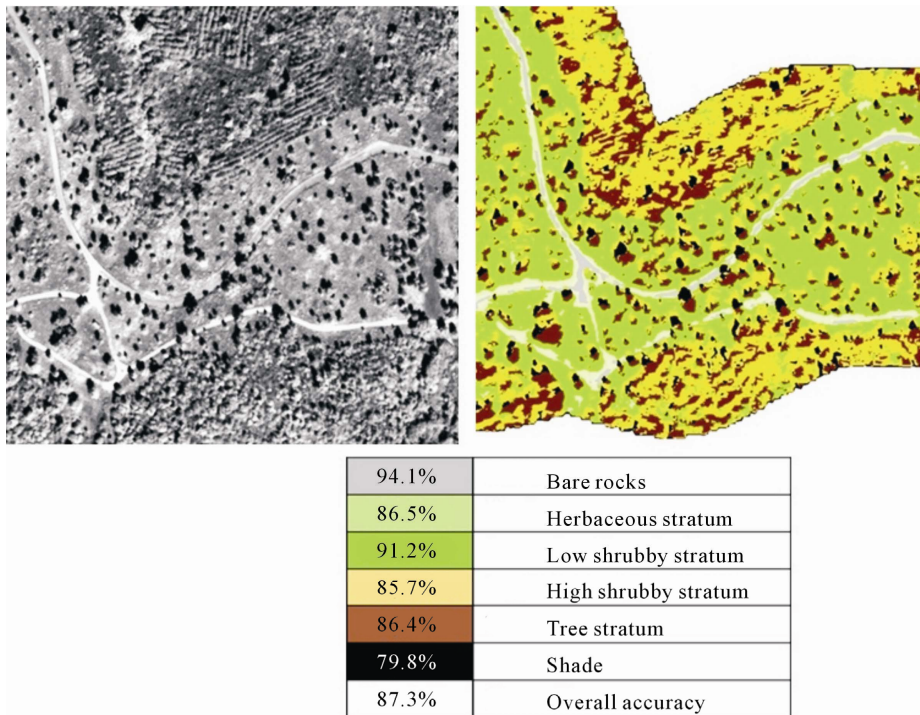 94.1% Bare rocks
86.5% Herbaceous stratum
91.2% Low shrubby stratum
85.7% High shrubby stratum
86.4% Tree stratum
79.8% Shade
87.3% Overall accuracy